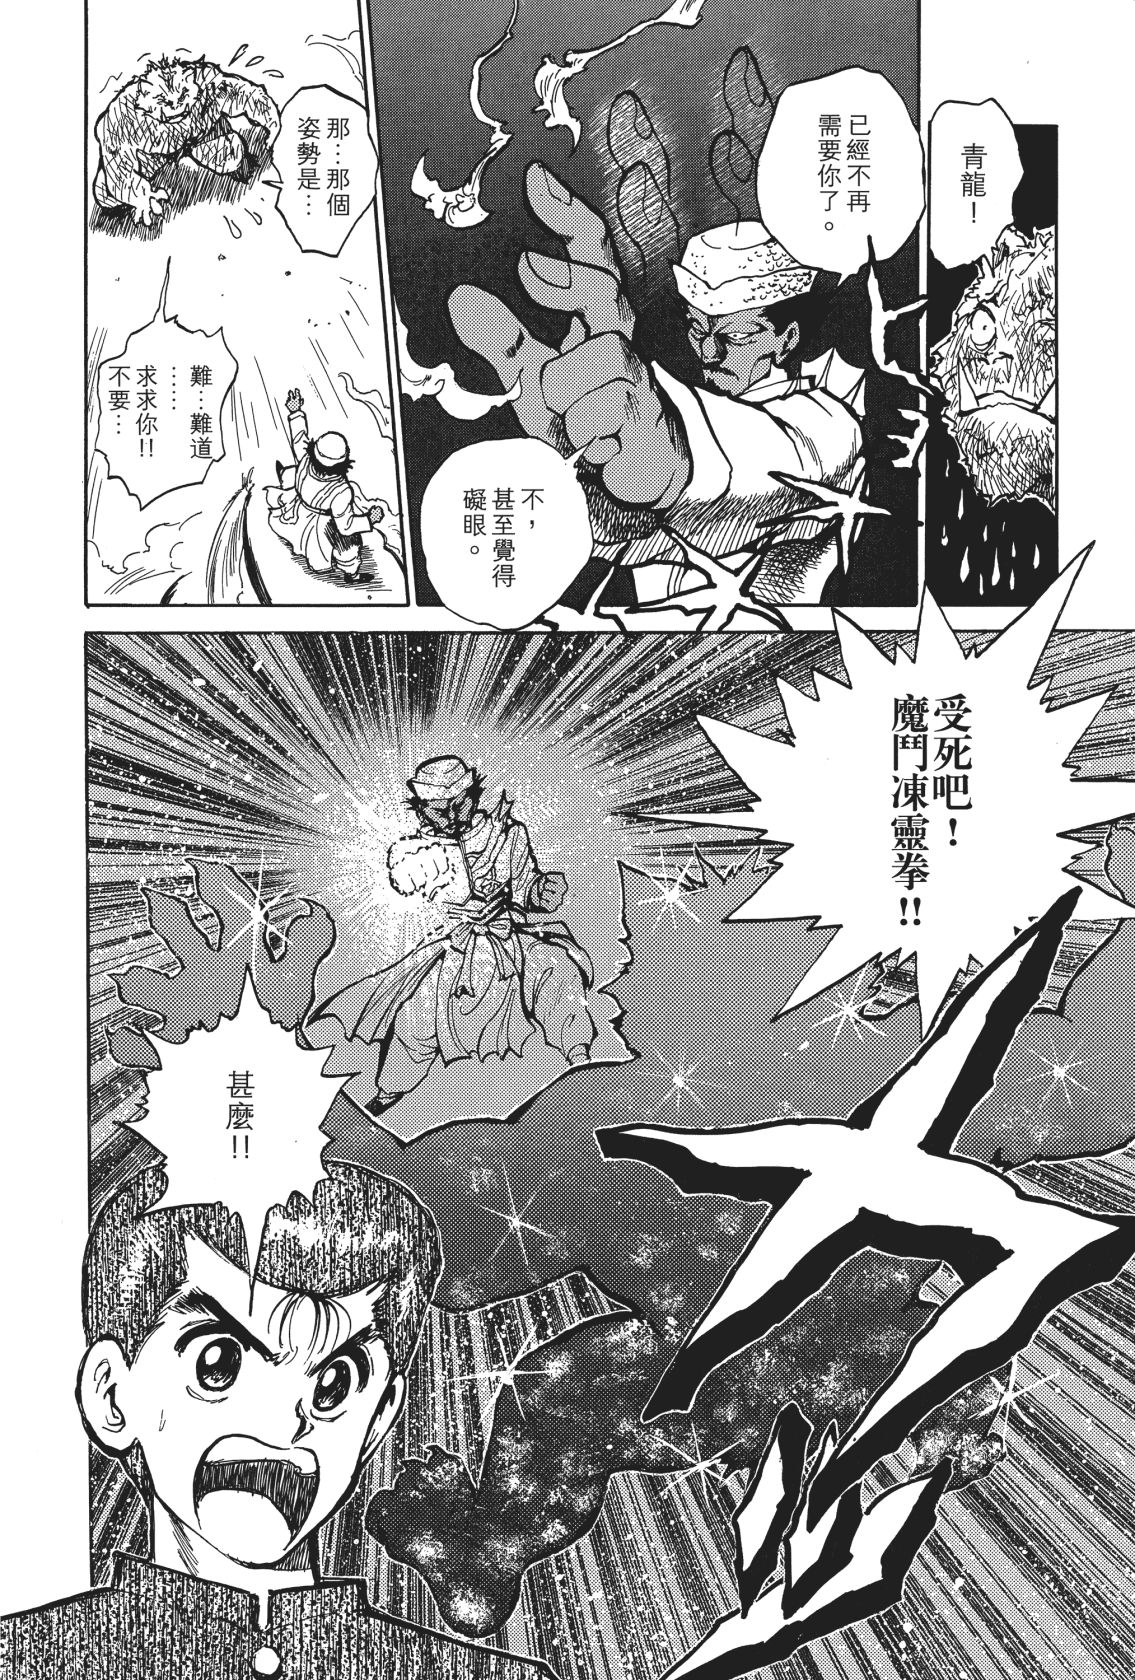 青龍！
已經不再
需要你了。
不，
甚至覺得
礙眼。
那…那個
姿勢是…
難…難道
……
求求你!!
不要…
受死吧！
魔鬥凍靈拳!!
甚麼!!